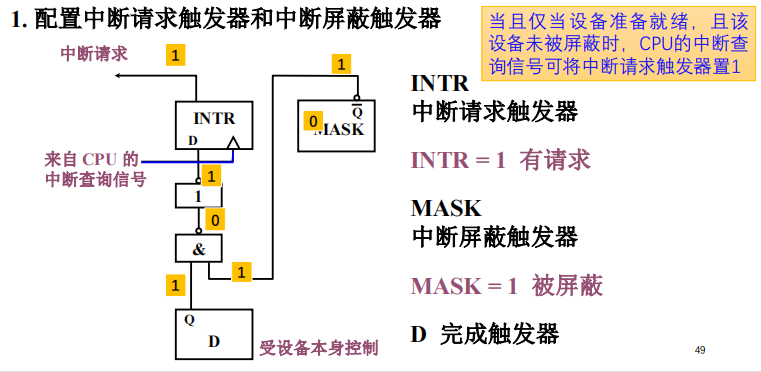 1. 配置中断请求触发器和中断屏蔽触发器
当且仅当设备准备就绪，且该
设备未被屏蔽时，CPU的中断查
询信号可将中断请求触发器置1
中断请求
1
1
INTR
D
Q
0
MASK
来自 CPU 的
中断查询信号
1
1
0
&
1
1
Q
D
受设备本身控制
INTR
中断请求触发器
INTR = 1 有请求
MASK
中断屏蔽触发器
MASK = 1 被屏蔽
D 完成触发器
49